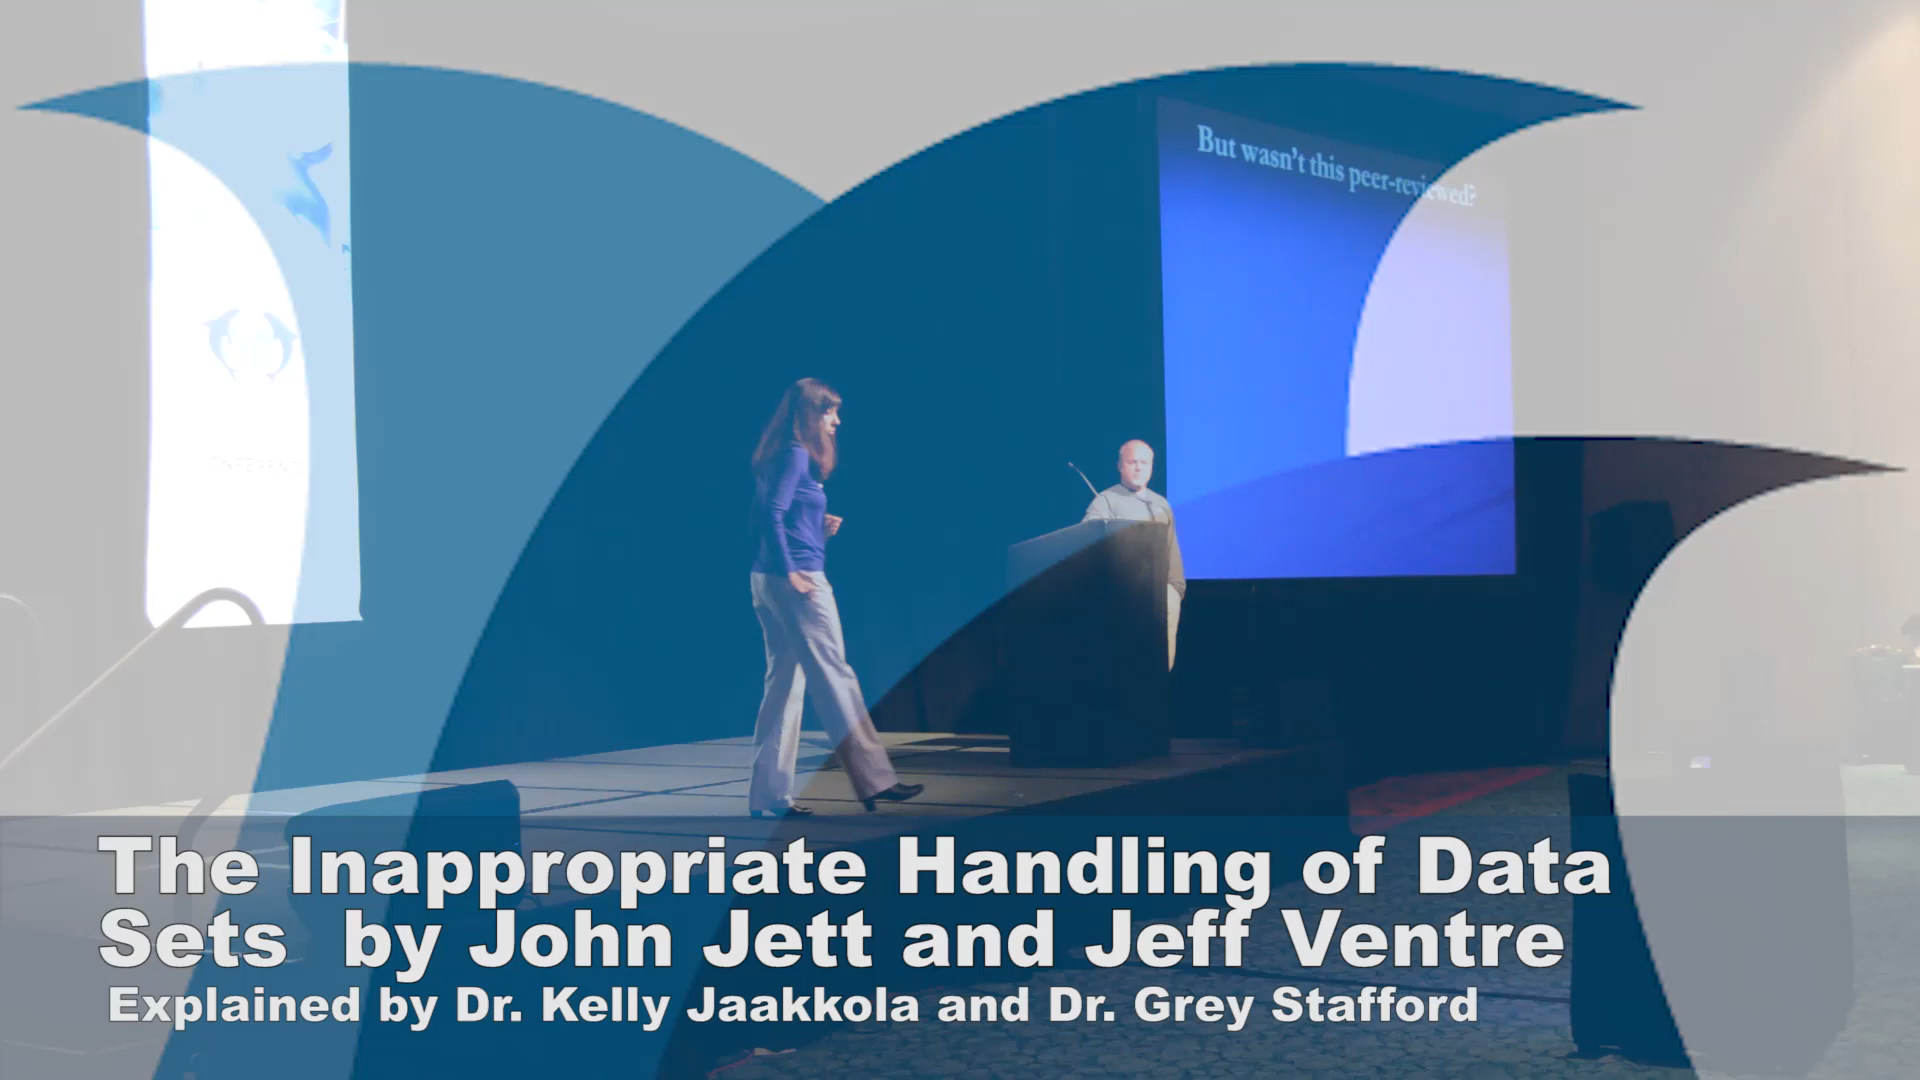 But wasn't this peer-reviewed?
The Inappropriate Handling of Data
Sets by John Jett and Jeff Ventre
Explained by Dr. Kelly Jaakkola and Dr. Grey Stafford